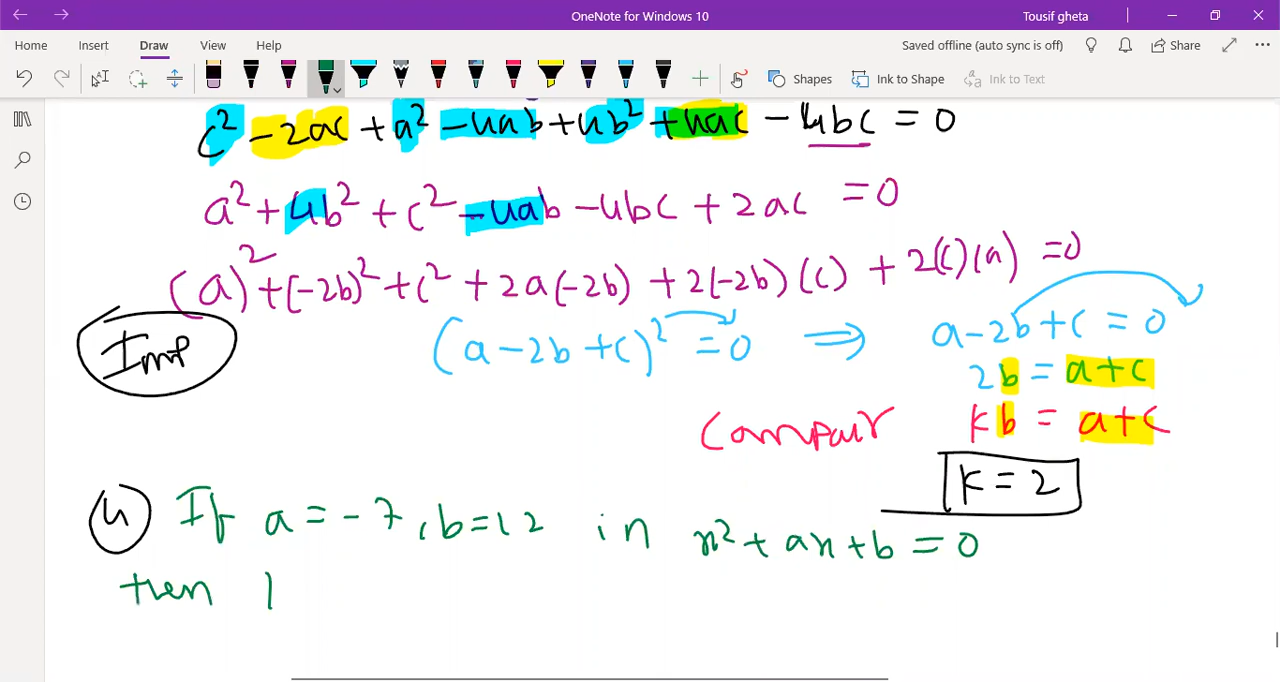 OneNote for Windows 10
Tousif gheta
Home Insert Draw View Help
Saved offline (auto sync is off) Share
Shapes Ink to Shape Ink to Text
c² - 2ac + a² - 4ab + 4b² + 4ac - 4bc = 0
a² + 4b² + c² - 4ab - 4bc + 2ac = 0
(a)² + (-2b)² + c² + 2a(-2b) + 2(-2b)(c) + 2(c)(a) = 0
Imp
(a - 2b + c)² = 0 ⇒ a - 2b + c = 0
2b = a + c
Compair kb = a + c
k = 2
4 If a = -7, b = 12 in x² + ax + b = 0
then